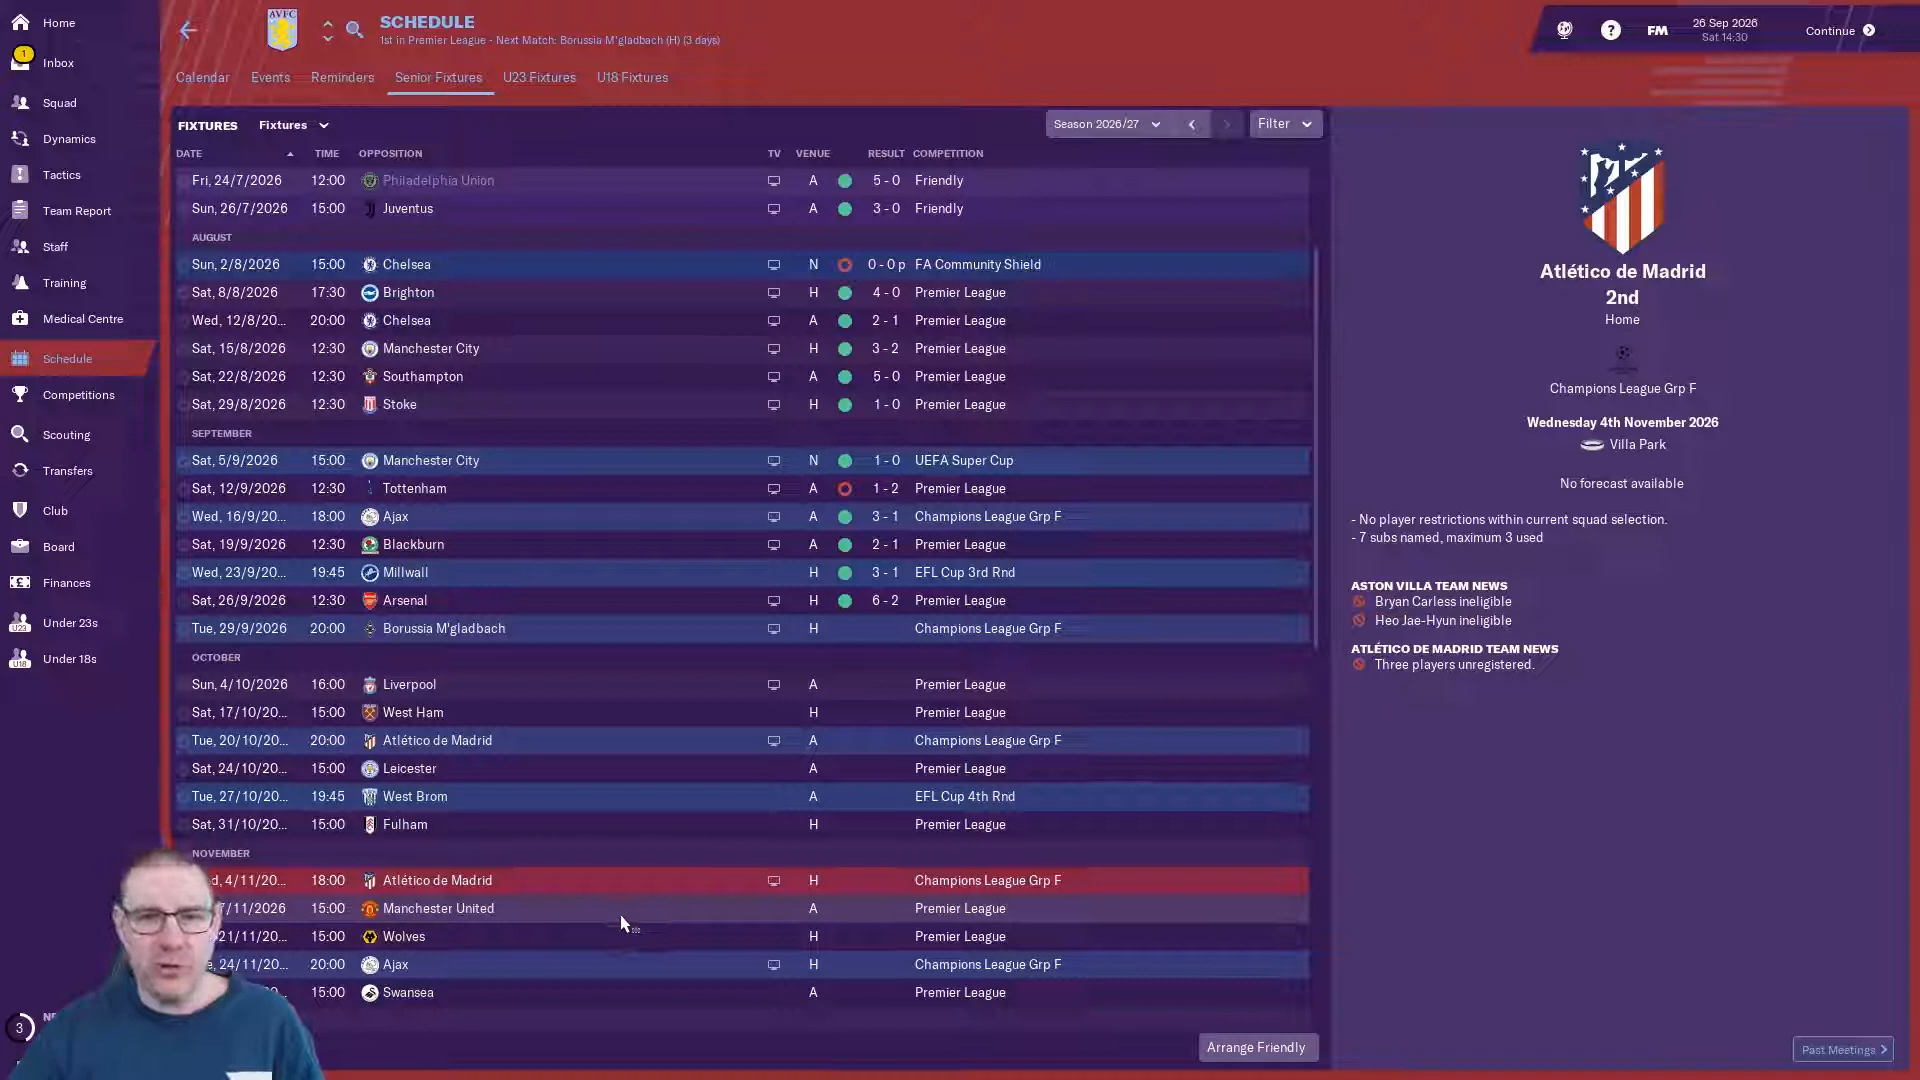 Home
1
Inbox
Squad
Dynamics
Tactics
Team Report
Staff
Training
Medical Centre
Schedule
Competitions
Scouting
Transfers
Club
Board
Finances
U23
Under 23s
U18
Under 18s
3
AVFC
SCHEDULE
1st in Premier League - Next Match: Borussia M'gladbach (H) (3 days)
FM
26 Sep 2026
Sat 14:30
Continue
Calendar Events Reminders Senior Fixtures U23 Fixtures U18 Fixtures
FIXTURES Fixtures Season 2026/27 Filter
DATE TIME OPPOSITION TV VENUE RESULT COMPETITION
Fri, 24/7/2026 12:00 Philadelphia Union A 5 - 0 Friendly
Sun, 26/7/2026 15:00 Juventus A 3 - 0 Friendly
AUGUST
Sun, 2/8/2026 15:00 Chelsea N 0 - 0 p FA Community Shield
Sat, 8/8/2026 17:30 Brighton H 4 - 0 Premier League
Wed, 12/8/20... 20:00 Chelsea A 2 - 1 Premier League
Sat, 15/8/2026 12:30 Manchester City H 3 - 2 Premier League
Sat, 22/8/2026 12:30 Southampton A 5 - 0 Premier League
Sat, 29/8/2026 12:30 Stoke H 1 - 0 Premier League
SEPTEMBER
Sat, 5/9/2026 15:00 Manchester City N 1 - 0 UEFA Super Cup
Sat, 12/9/2026 12:30 Tottenham A 1 - 2 Premier League
Wed, 16/9/20... 18:00 Ajax A 3 - 1 Champions League Grp F
Sat, 19/9/2026 12:30 Blackburn A 2 - 1 Premier League
Wed, 23/9/20... 19:45 Millwall H 3 - 1 EFL Cup 3rd Rnd
Sat, 26/9/2026 12:30 Arsenal H 6 - 2 Premier League
Tue, 29/9/2026 20:00 Borussia M'gladbach H Champions League Grp F
OCTOBER
Sun, 4/10/2026 16:00 Liverpool A Premier League
Sat, 17/10/20... 15:00 West Ham H Premier League
Tue, 20/10/20... 20:00 Atlético de Madrid A Champions League Grp F
Sat, 24/10/20... 15:00 Leicester A Premier League
Tue, 27/10/20... 19:45 West Brom A EFL Cup 4th Rnd
Sat, 31/10/20... 15:00 Fulham H Premier League
NOVEMBER
d, 4/11/20... 18:00 Atlético de Madrid H Champions League Grp F
7/11/2026 15:00 Manchester United A Premier League
21/11/20... 15:00 Wolves H Premier League
e, 24/11/20... 20:00 Ajax H Champions League Grp F
15:00 Swansea A Premier League
Arrange Friendly
Atlético de Madrid
2nd
Home
Champions League Grp F
Wednesday 4th November 2026
Villa Park
No forecast available
- No player restrictions within current squad selection.
- 7 subs named, maximum 3 used
ASTON VILLA TEAM NEWS
Bryan Carless ineligible
Heo Jae-Hyun ineligible
ATLÉTICO DE MADRID TEAM NEWS
Three players unregistered.
Past Meetings